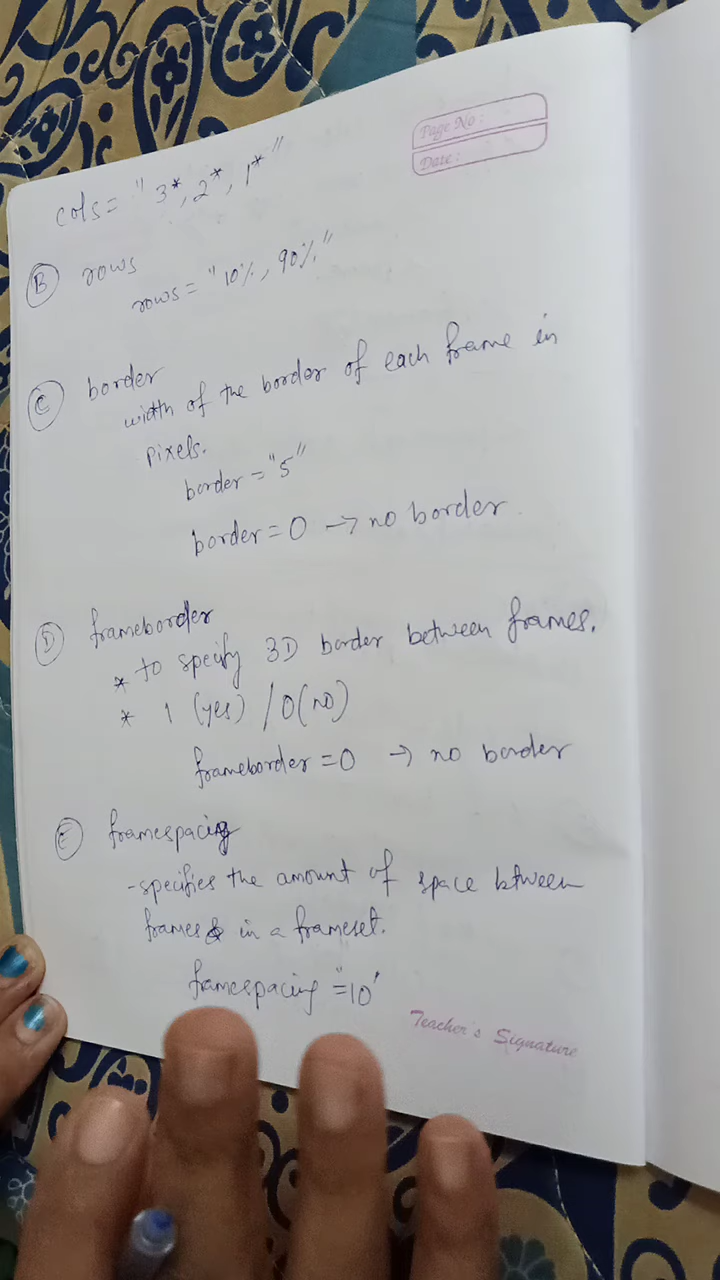 Page No :
Date :
cols = " 3*, 2*, 1* "
B rows
rows = "10%, 90%"
C border
width of the border of each frame in
pixels.
border = "5"
border = 0 → no border
D frameborder
* to specify 3D border between frames.
* 1 (yes) / 0(no)
frameborder = 0 → no border
E framespacing
- specifies the amount of space btween
frames in a frameset.
framespacing = "10'
Teacher's Signature